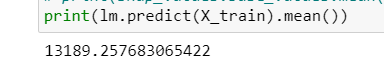 print(lm.predict(X_train).mean())
13189.257683065422